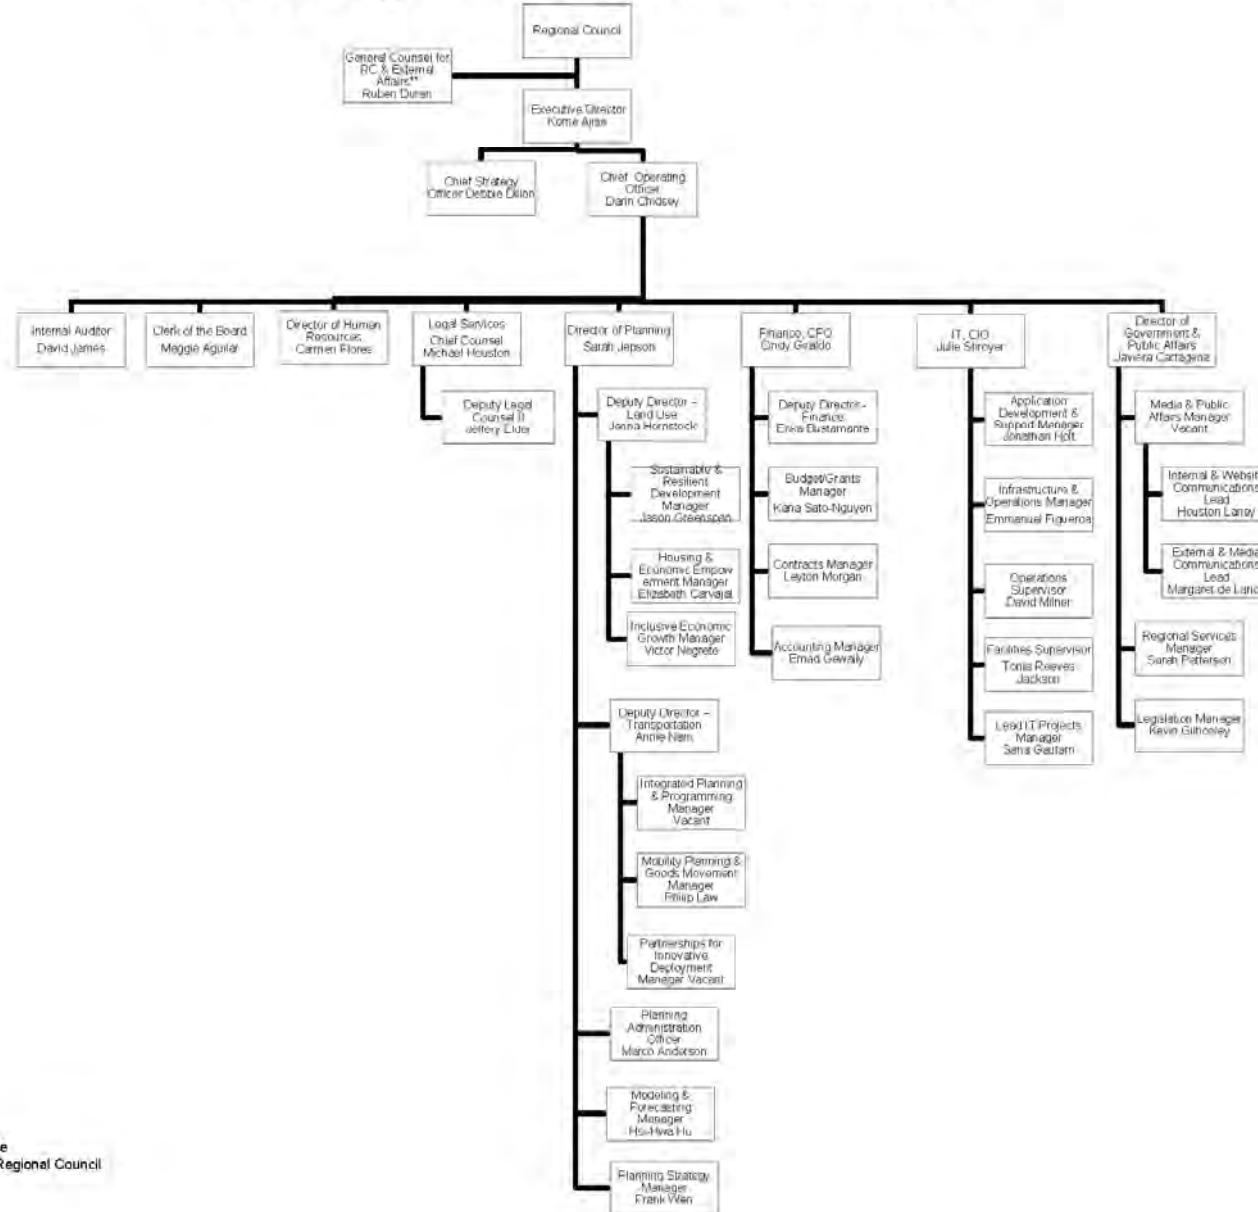 Regional Council
General Counsel for
RC & External
Affairs**
Ruben Duran
Executive Director
Kome Ajise
Chief Strategy
Officer Debbie Dillon
Chief Operating
Officer
Darin Chidsey
Internal Auditor
David James
Clerk of the Board
Maggie Aguilar
Director of Human
Resources
Carmen Flores
Legal Services
Chief Counsel
Michael Houston
Director of Planning
Sarah Jepson
Finance, CFO
Cindy Giraldo
IT, CIO
Julie Shroyer
Director of
Government &
Public Affairs
Javiera Cartagena
Deputy Legal
Counsel II
Jeffery Elder
Deputy Director –
Land Use
Jenna Hornstock
Sustainable &
Resilient
Development
Manager
Jason Greenspan
Housing &
Economic Empow
erment Manager
Elizabeth Carvajal
Inclusive Economic
Growth Manager
Victor Negrete
Deputy Director –
Transportation
Annie Nam
Integrated Planning
& Programming
Manager
Vacant
Mobility Planning &
Goods Movement
Manager
Philip Law
Partnerships for
Innovative
Deployment
Manager Vacant
Planning
Administration
Officer
Marco Anderson
Modeling &
Forecasting
Manager
Hsi-Hwa Hu
Planning Strategy
Manager
Frank Wen
Deputy Director -
Finance
Erika Bustamante
Budget/Grants
Manager
Kana Sato-Nguyen
Contracts Manager
Leyton Morgan
Accounting Manager
Emad Gewaily
Application
Development &
Support Manager
Jonathan Holt
Infrastructure &
Operations Manager
Emmanuel Figueroa
Operations
Supervisor
David Milner
Facilities Supervisor
Tonia Reeves
Jackson
Lead IT Projects
Manager
Sana Gautam
Media & Public
Affairs Manager
Vacant
Internal & Websit
Communications
Lead
Houston Laney
External & Media
Communications
Lead
Margaret de Lar
Regional Services
Manager
Sarah Patterson
Legislation Manager
Kevin Gilhooley
e
Regional Council